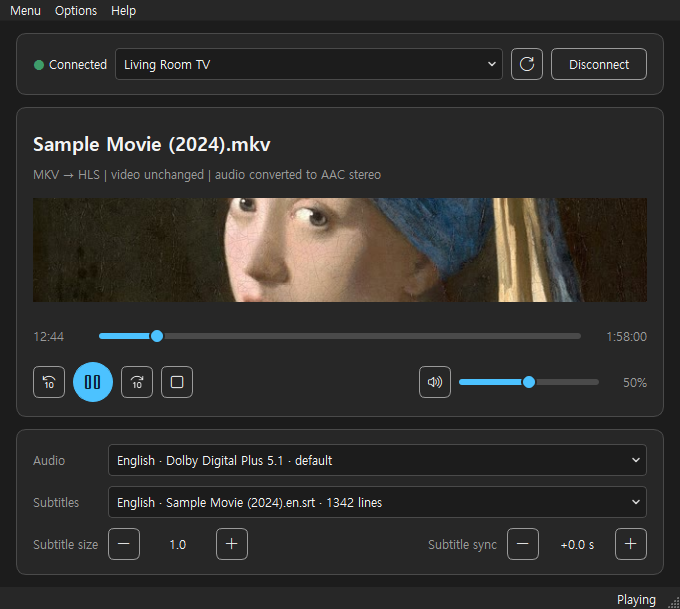 Menu Options Help
Connected Living Room TV Disconnect
Sample Movie (2024).mkv
MKV → HLS | video unchanged | audio converted to AAC stereo
12:44 1:58:00
10 10 50%
Audio English · Dolby Digital Plus 5.1 · default
Subtitles English · Sample Movie (2024).en.srt · 1342 lines
Subtitle size 1.0 Subtitle sync +0.0 s
Playing